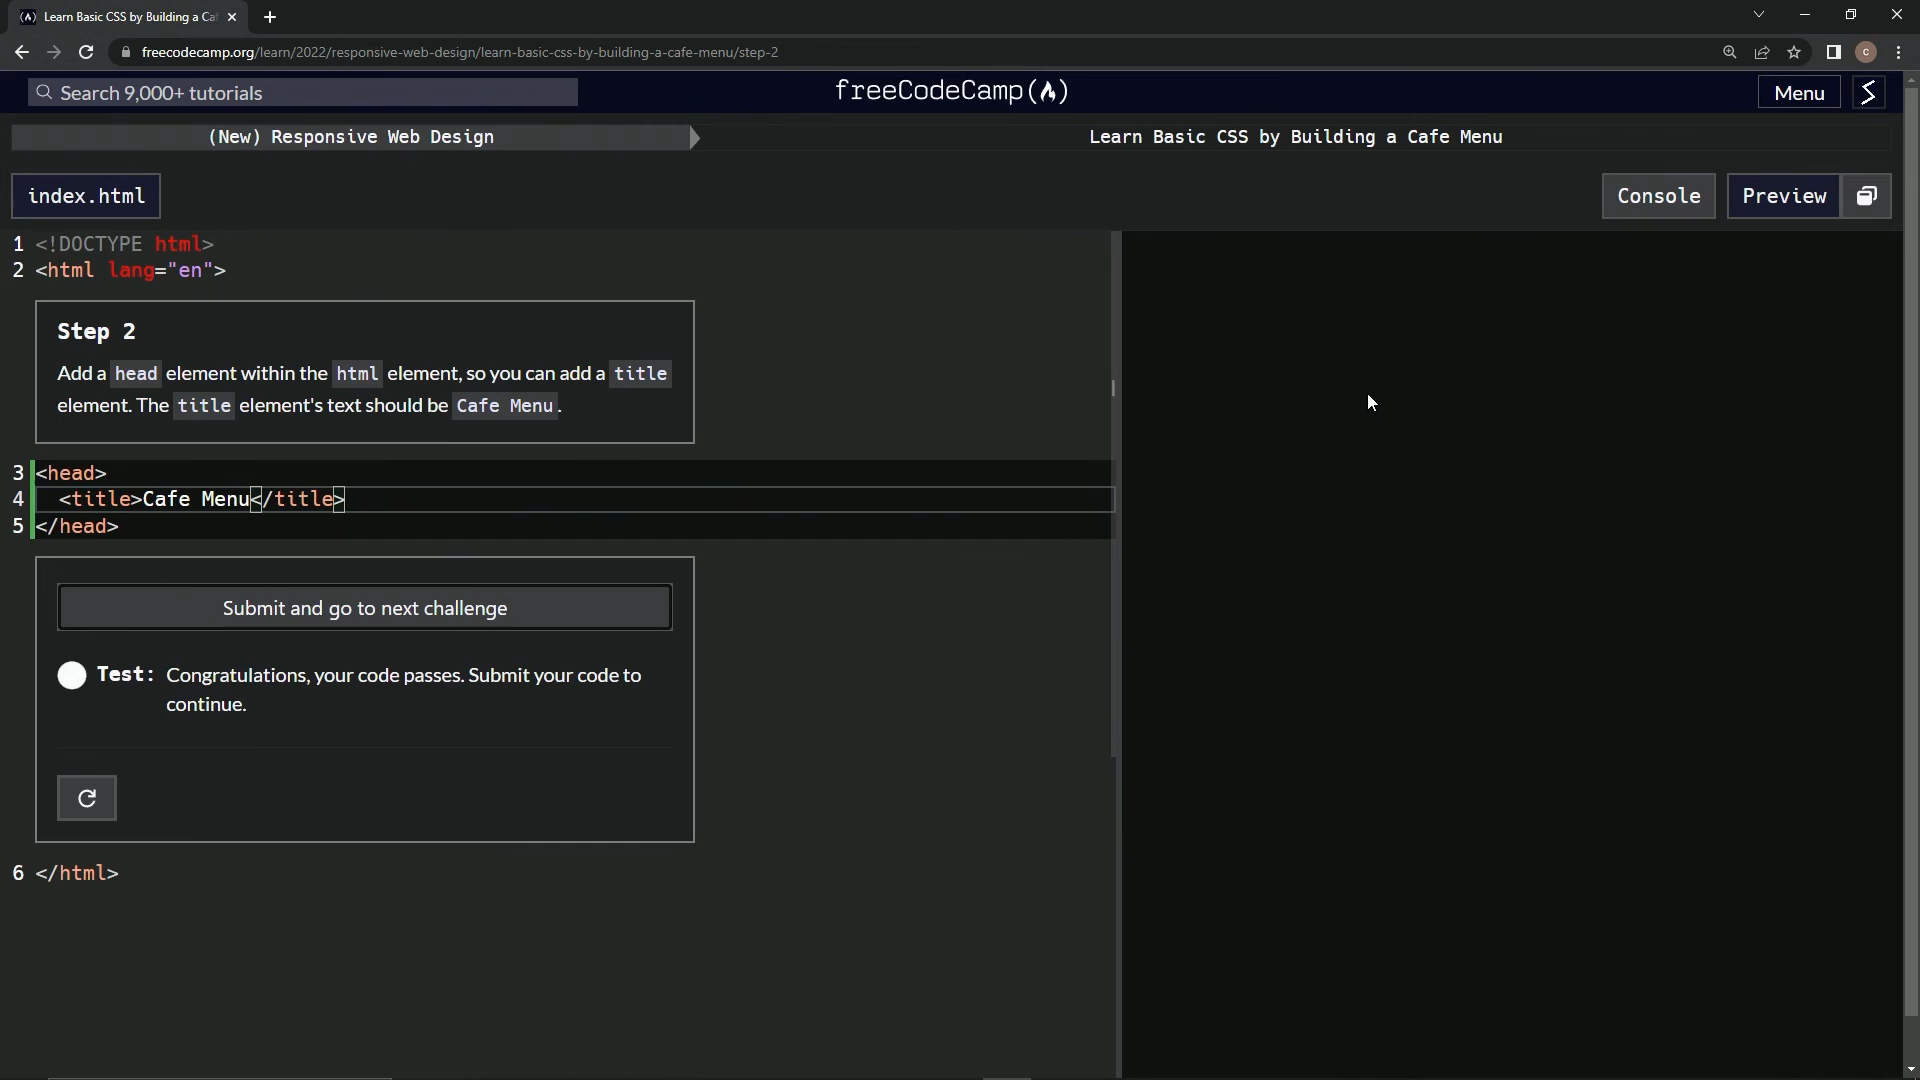 Learn Basic CSS by Building a Caf
freecodecamp.org/learn/2022/responsive-web-design/learn-basic-css-by-building-a-cafe-menu/step-2
c
Search 9,000+ tutorials
freeCodeCamp(🔥)
Menu
(New) Responsive Web Design
Learn Basic CSS by Building a Cafe Menu
index.html
Console
Preview
1 <!DOCTYPE html>
2 <html lang="en">
Step 2
Add a head element within the html element, so you can add a title
element. The title element's text should be Cafe Menu.
3 <head>
4 <title>Cafe Menu</title>
5 </head>
Submit and go to next challenge
Test: Congratulations, your code passes. Submit your code to
continue.
6 </html>